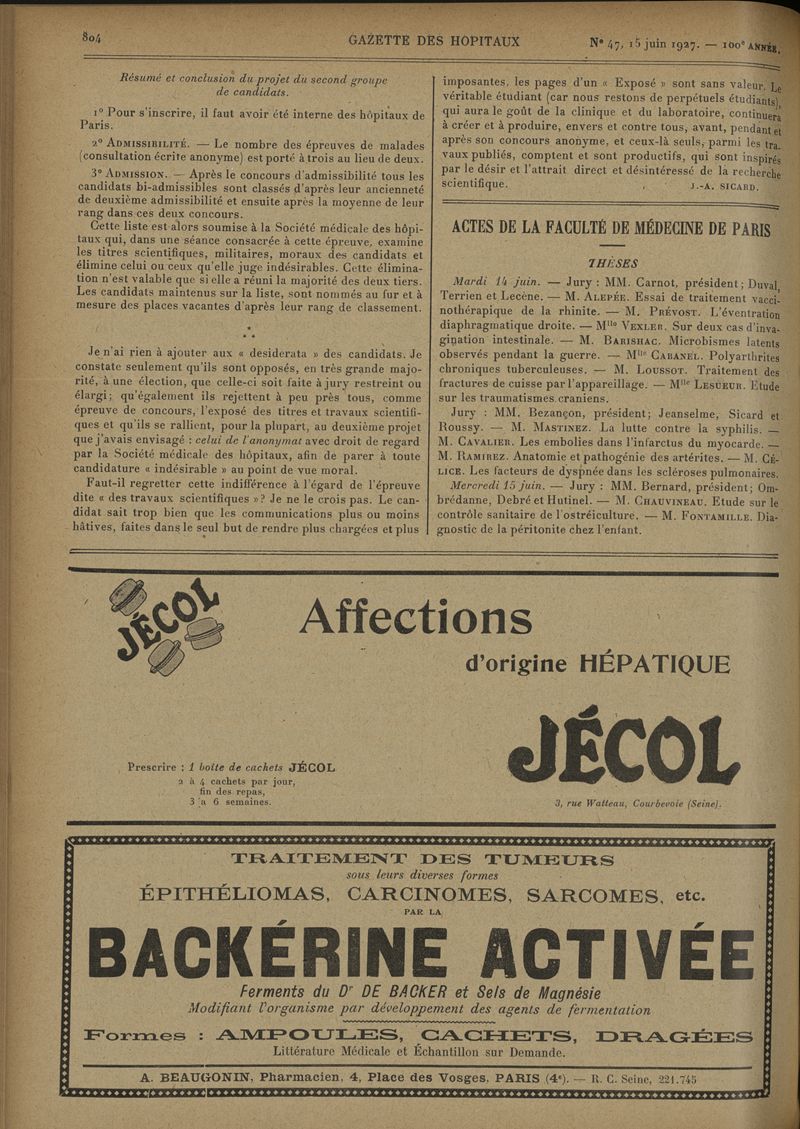 804 GAZETTE DES HOPITAUX N° 47, 15 juin 1927. — 100e ANNÉE.
Résumé et conclusion du projet du second groupe
de candidats.
1° Pour s'inscrire, il faut avoir été interne des hôpitaux de
Paris.
2° ADMISSIBILITÉ. — Le nombre des épreuves de malades
(consultation écrite anonyme) est porté à trois au lieu de deux.
3° ADMISSION. — Après le concours d'admissibilité tous les
candidats bi-admissibles sont classés d'après leur ancienneté
de deuxième admissibilité et ensuite après la moyenne de leur
rang dans ces deux concours.
Cette liste est alors soumise à la Société médicale des hôpi-
taux qui, dans une séance consacrée à cette épreuve, examine
les titres scientifiques, militaires, moraux des candidats et
élimine celui ou ceux qu'elle juge indésirables. Cette élimina-
tion n'est valable que si elle a réuni la majorité des deux tiers.
Les candidats maintenus sur la liste, sont nommés au fur et à
mesure des places vacantes d'après leur rang de classement.
*
* *
Je n'ai rien à ajouter aux « desiderata » des candidats. Je
constate seulement qu'ils sont opposés, en très grande majo-
rité, à une élection, que celle-ci soit faite à jury restreint ou
élargi; qu'également ils rejettent à peu près tous, comme
épreuve de concours, l'exposé des titres et travaux scientifi-
ques et qu'ils se rallient, pour la plupart, au deuxième projet
que j'avais envisagé : celui de l'anonymat avec droit de regard
par la Société médicale des hôpitaux, afin de parer à toute
candidature « indésirable » au point de vue moral.
Faut-il regretter cette indifférence à l'égard de l'épreuve
dite « des travaux scientifiques »? Je ne le crois pas. Le can-
didat sait trop bien que les communications plus ou moins
hâtives, faites dans le seul but de rendre plus chargées et plus
imposantes, les pages d'un « Exposé » sont sans valeur. Le
véritable étudiant (car nous restons de perpétuels étudiants),
qui aura le goût de la clinique et du laboratoire, continuera
à créer et à produire, envers et contre tous, avant, pendant et
après son concours anonyme, et ceux-là seuls, parmi les tra-
vaux publiés, comptent et sont productifs, qui sont inspirés
par le désir et l'attrait direct et désintéressé de la recherche
scientifique. J.-A. SICARD.
ACTES DE LA FACULTÉ DE MÉDECINE DE PARIS
THÈSES
Mardi 14 juin. — Jury : MM. Carnot, président; Duval,
Terrien et Lecène. — M. ALEPÉE. Essai de traitement vacci-
nothérapique de la rhinite. — M. PRÉVOST. L'éventration
diaphragmatique droite. — Mlle VEXLER. Sur deux cas d'inva-
gination intestinale. — M. BARISHAC. Microbismes latents
observés pendant la guerre. — Mlle CABANEL. Polyarthrites
chroniques tuberculeuses. — M. LOUSSOT. Traitement des
fractures de cuisse par l'appareillage. — Mlle LESUEUR. Etude
sur les traumatismes craniens.
Jury : MM. Bezançon, président; Jeanselme, Sicard et
Roussy. — M. MASTINEZ. La lutte contre la syphilis. —
M. CAVALIER. Les embolies dans l'infarctus du myocarde. —
M. RAMIREZ. Anatomie et pathogénie des artérites. — M. CÉ-
LICE. Les facteurs de dyspnée dans les scléroses pulmonaires.
Mercredi 15 juin. — Jury : MM. Bernard, président; Om-
brédanne, Debré et Hutinel. — M. CHAUVINEAU. Etude sur le
contrôle sanitaire de l'ostréiculture. — M. FONTAMILLE. Dia-
gnostic de la péritonite chez l'enfant.
JÉCOL
Affections
d'origine HÉPATIQUE
JÉCOL
Prescrire : 1 boîte de cachets JÉCOL
2 à 4 cachets par jour,
fin des repas,
3 a 6 semaines.
3, rue Watteau, Courbevoie (Seine).
TRAITEMENT DES TUMEURS
sous leurs diverses formes
ÉPITHÉLIOMAS, CARCINOMES, SARCOMES, etc.
PAR LA
BACKÉRINE ACTIVÉE
Ferments du Dr DE BACKER et Sels de Magnésie
Modifiant l'organisme par développement des agents de fermentation
Formes : AMPOULES, CACHETS, DRAGÉES
Littérature Médicale et Échantillon sur Demande.
A. BEAUGONIN, Pharmacien, 4, Place des Vosges, PARIS (4e). — R. C. Seine, 221.745